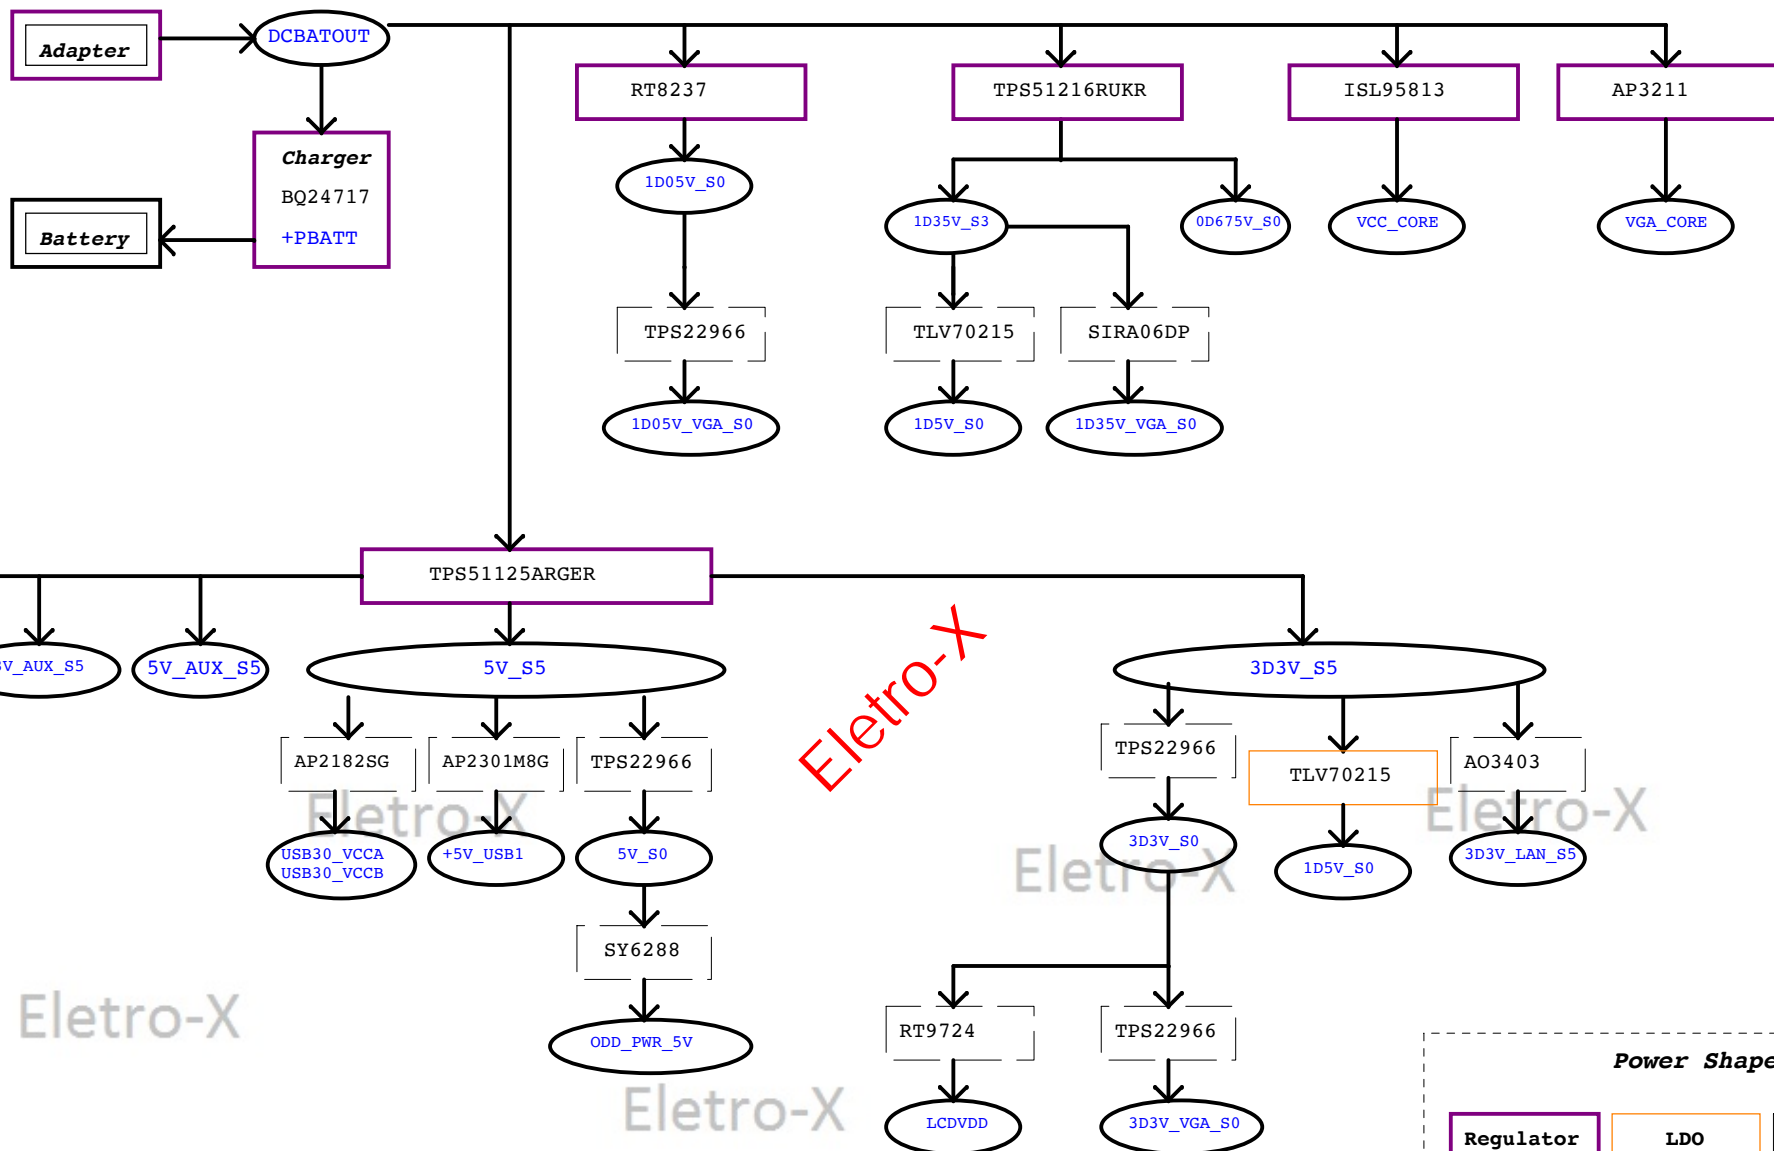 Adapter
DCBATOUT
RT8237
TPS51216RUKR
ISL95813
AP3211
Charger
BQ24717
+PBATT
Battery
1D05V_S0
1D35V_S3
0D675V_S0
VCC_CORE
VGA_CORE
TPS22966
TLV70215
SIRA06DP
1D05V_VGA_S0
1D5V_S0
1D35V_VGA_S0
TPS51125ARGER
Eletro-X
V_AUX_S5
5V_AUX_S5
5V_S5
3D3V_S5
AP2182SG
AP2301M8G
TPS22966
TPS22966
TLV70215
AO3403
Eletro-X
Eletro-X
USB30_VCCA
USB30_VCCB
+5V_USB1
5V_S0
3D3V_S0
1D5V_S0
3D3V_LAN_S5
Eletro-X
SY6288
Eletro-X
ODD_PWR_5V
RT9724
TPS22966
Eletro-X
LCDVDD
3D3V_VGA_S0
Power Shape
Regulator
LDO